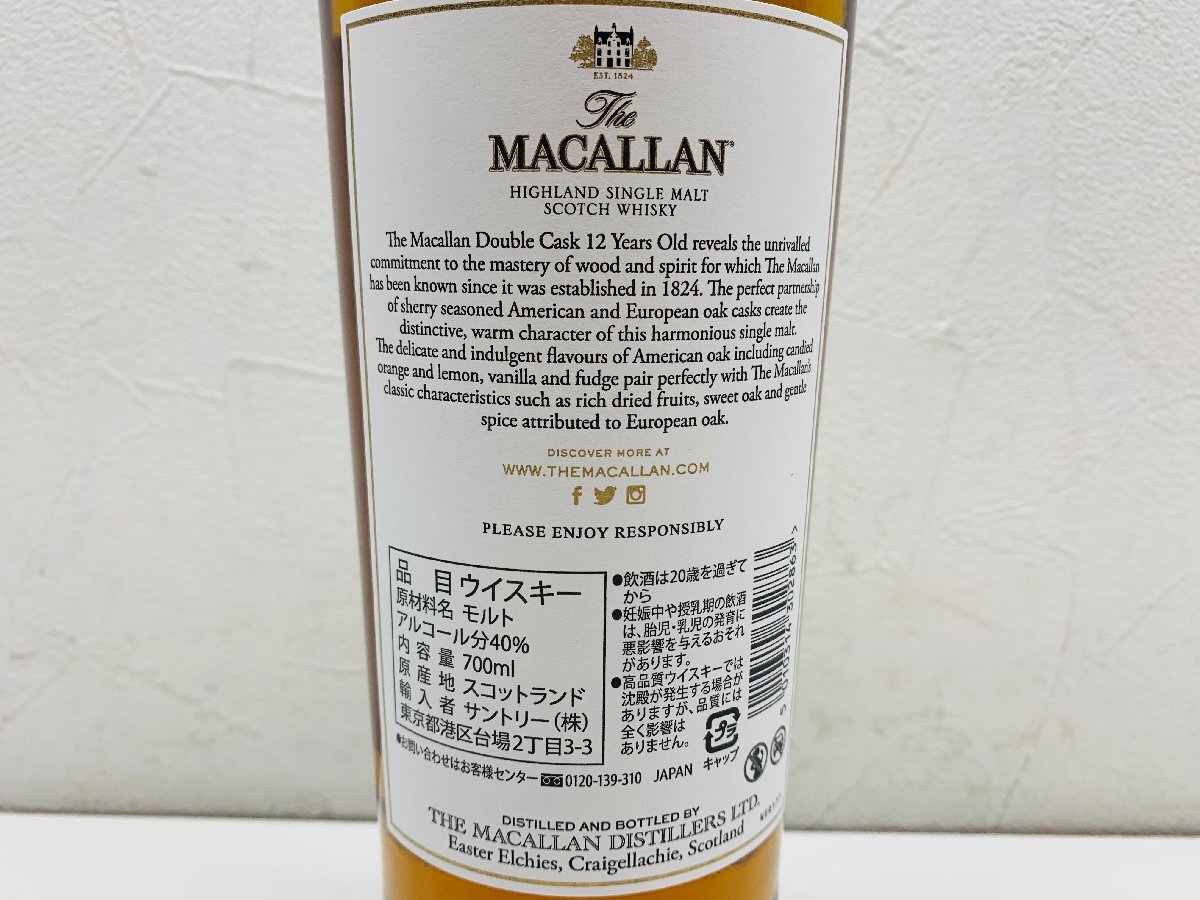 EST. 1824
The
MACALLAN
HIGHLAND SINGLE MALT
SCOTCH WHISKY
The Macallan Double Cask 12 Years Old reveals the unrivalled
commitment to the mastery of wood and spirit for which The Macallan
has been known since it was established in 1824. The perfect partnership
of sherry seasoned American and European oak casks create the
distinctive, warm character of this harmonious single malt.
The delicate and indulgent flavours of American oak including candied
orange and lemon, vanilla and fudge pair perfectly with The Macallan's
classic characteristics such as rich dried fruits, sweet oak and gentle
spice attributed to European oak.
DISCOVER MORE AT
WWW.THEMACALLAN.COM
PLEASE ENJOY RESPONSIBLY
品 目 ウイスキー
原材料名 モルト
アルコール分40%
内容量 700ml
原産地 スコットランド
輸入者 サントリー(株)
東京都港区台場2丁目3-3
●飲酒は20歳を過ぎて
から
●妊娠中や授乳期の飲酒
は、胎児・乳児の発育に
悪影響を与えるおそれ
があります。
●高品質ウイスキーでは
沈殿が発生する場合が
ありますが、品質には
全く影響は
ありません。
プラ
キャップ
5 010314 302863 >
●お問い合わせはお客様センター 0120-139-310 JAPAN
DISTILLED AND BOTTLED BY
THE MACALLAN DISTILLERS LTD.
Easter Elchies, Craigellachie, Scotland